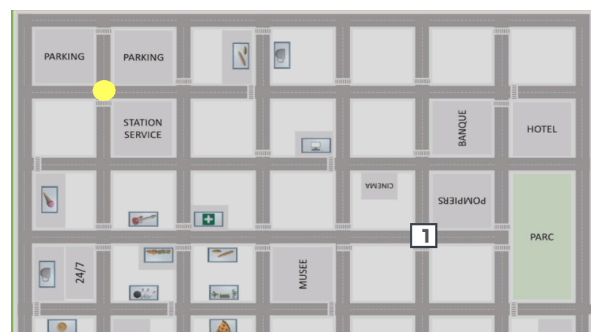 PARKING
PARKING
STATION
SERVICE
BANQUE
HOTEL
CINEMA
POMPIERS
1
PARC
24/7
MUSEE